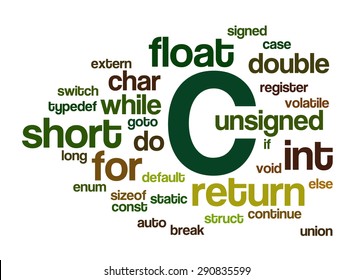 signed
float
case
extern
double
char
register
switch
volatile
typedef
while
C
goto
unsigned
short
do
if
long
int
for
void
default
else
enum
return
sizeof
static
const
continue
struct
auto
break
union
shutterstock.com · 290835599